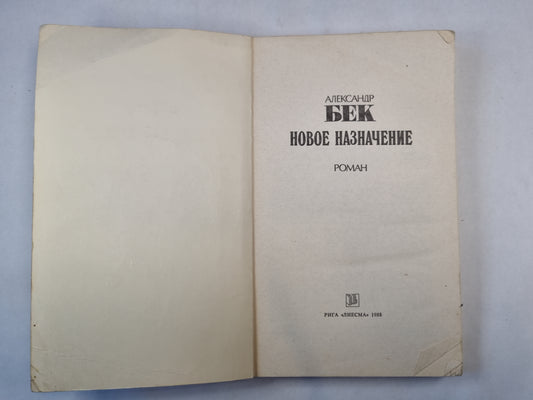 АЛЕКСАНДР
БЕК
НОВОЕ НАЗНАЧЕНИЕ
РОМАН
РИГА «ЛИЕСМА» 1988